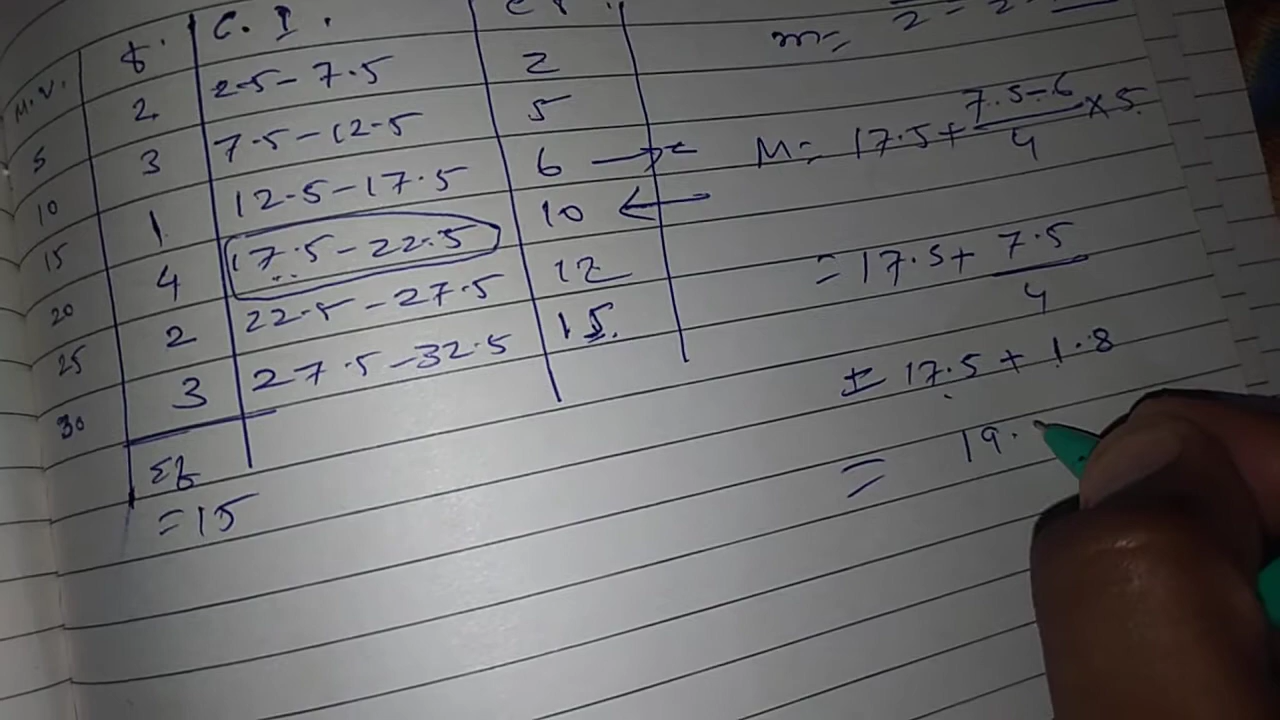 M.V. f. C.I.
5 2 2.5-7.5 2
10 3 7.5-12.5 5
15 1 12.5-17.5 6 →
20 4 17.5-22.5 10 ←
25 2 22.5-27.5 12
30 3 27.5-32.5 15.
Σf
=15
m=
M= 17.5+ 7.5-6/4 ×5
= 17.5+ 7.5/4
= 17.5 + 1.8
= 19.